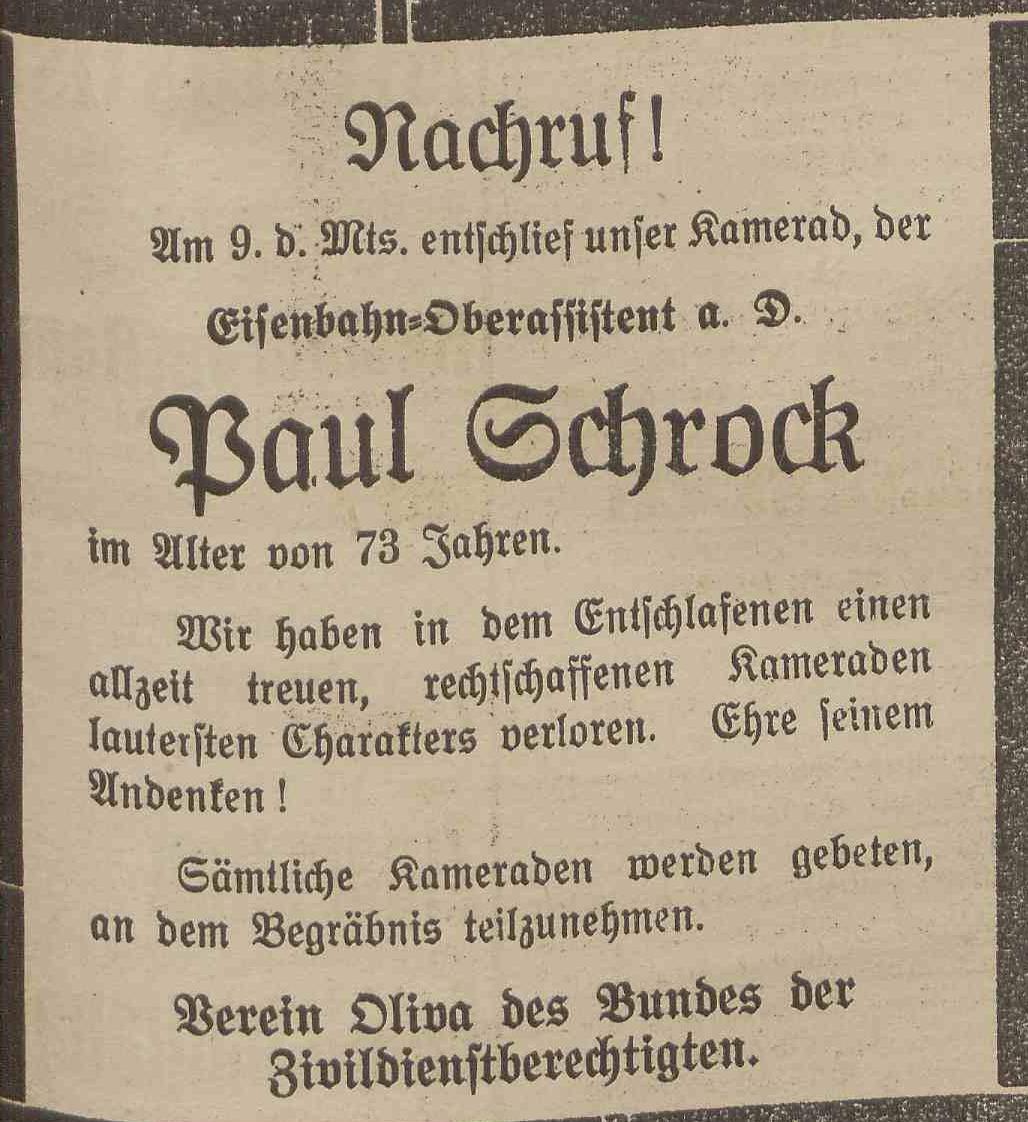 Nachruf!
Am 9. d. Mts. entschlief unser Kamerad, der
Eisenbahn-Oberassistent a. D.
Paul Schrock
im Alter von 73 Jahren.
Wir haben in dem Entschlafenen einen
allzeit treuen, rechtschaffenen Kameraden
lautersten Charakters verloren. Ehre seinem
Andenken!
Sämtliche Kameraden werden gebeten,
an dem Begräbnis teilzunehmen.
Verein Oliva des Bundes der
Zivildienstberechtigten.